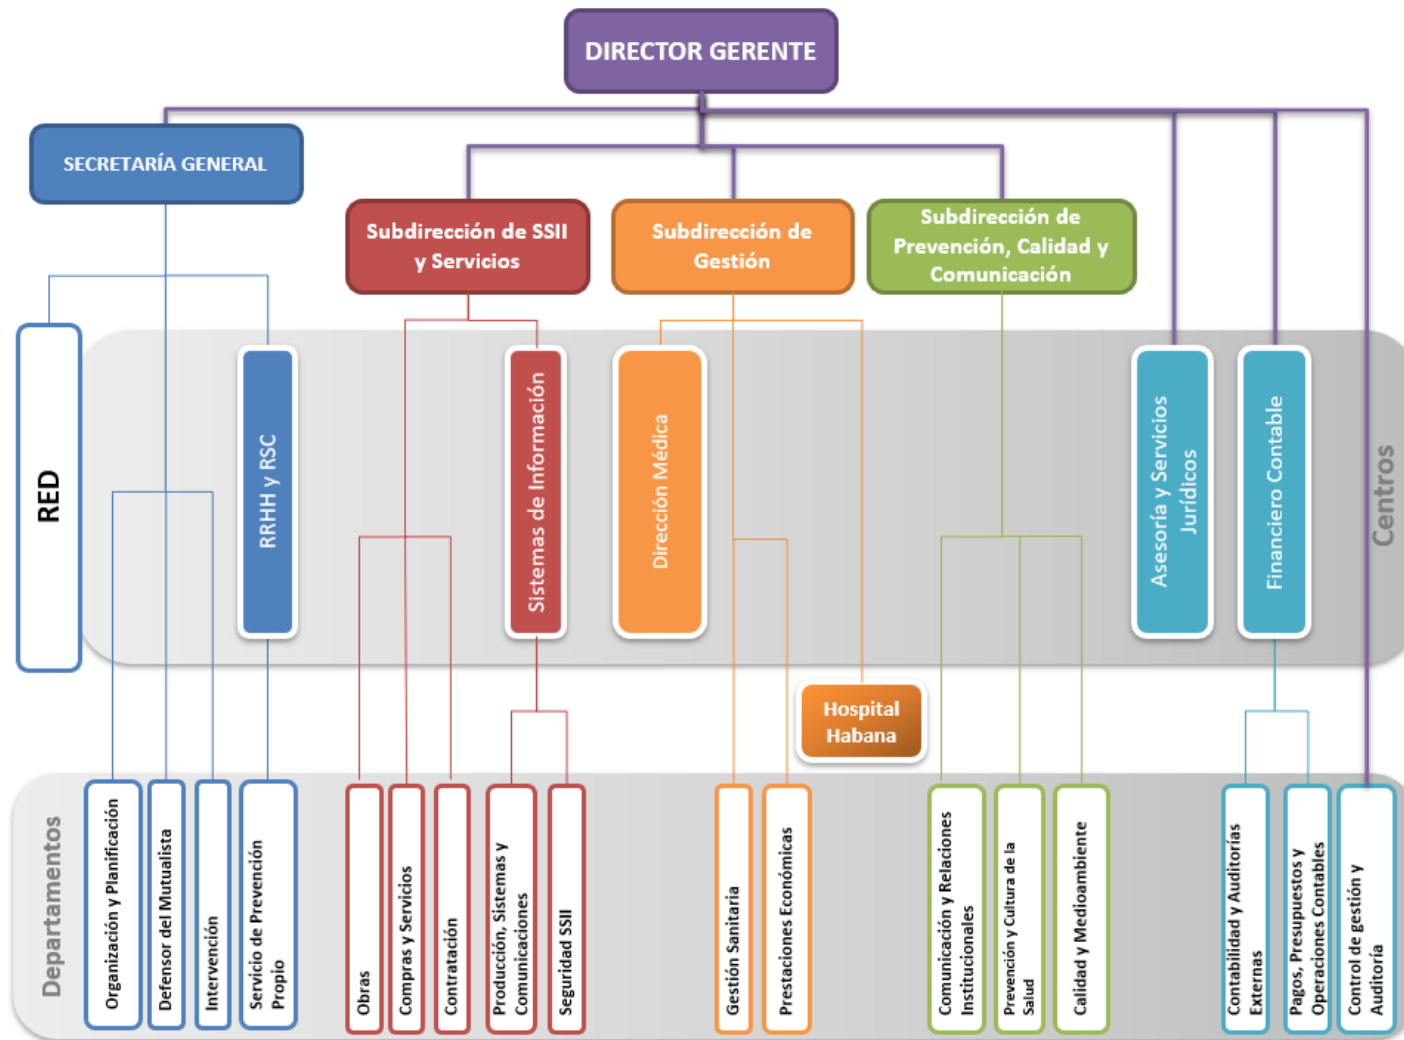 DIRECTOR GERENTE
SECRETARÍA GENERAL
Subdirección de SSII
y Servicios
Subdirección de
Gestión
Subdirección de
Prevención, Calidad y
Comunicación
RED
RRHH y RSC
Sistemas de Información
Dirección Médica
Asesoría y Servicios
Jurídicos
Financiero Contable
Centros
Hospital
Habana
Departamentos
Organización y Planificación
Defensor del Mutualista
Intervención
Servicio de Prevención
Propio
Obras
Compras y Servicios
Contratación
Producción, Sistemas y
Comunicaciones
Seguridad SSII
Gestión Sanitaria
Prestaciones Económicas
Comunicación y Relaciones
Institucionales
Prevención y Cultura de la
Salud
Calidad y Medioambiente
Contabilidad y Auditorías
Externas
Pagos, Presupuestos y
Operaciones Contables
Control de gestión y
Auditoría